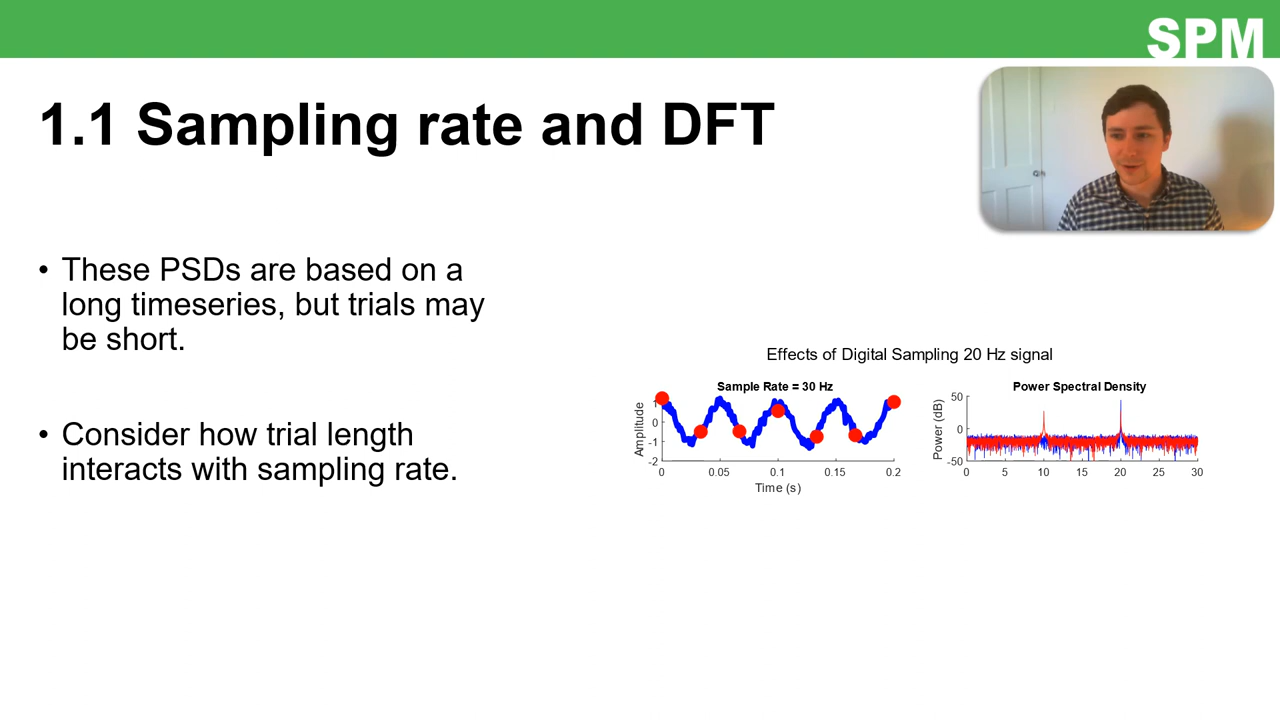 SPM
1.1 Sampling rate and DFT
• These PSDs are based on a
long timeseries, but trials may
be short.
• Consider how trial length
interacts with sampling rate.
Effects of Digital Sampling 20 Hz signal
Sample Rate = 30 Hz
Amplitude
1
0
-1
-2
0 0.05 0.1 0.15 0.2
Time (s)
Power Spectral Density
Power (dB)
50
0
-50
0 5 10 15 20 25 30